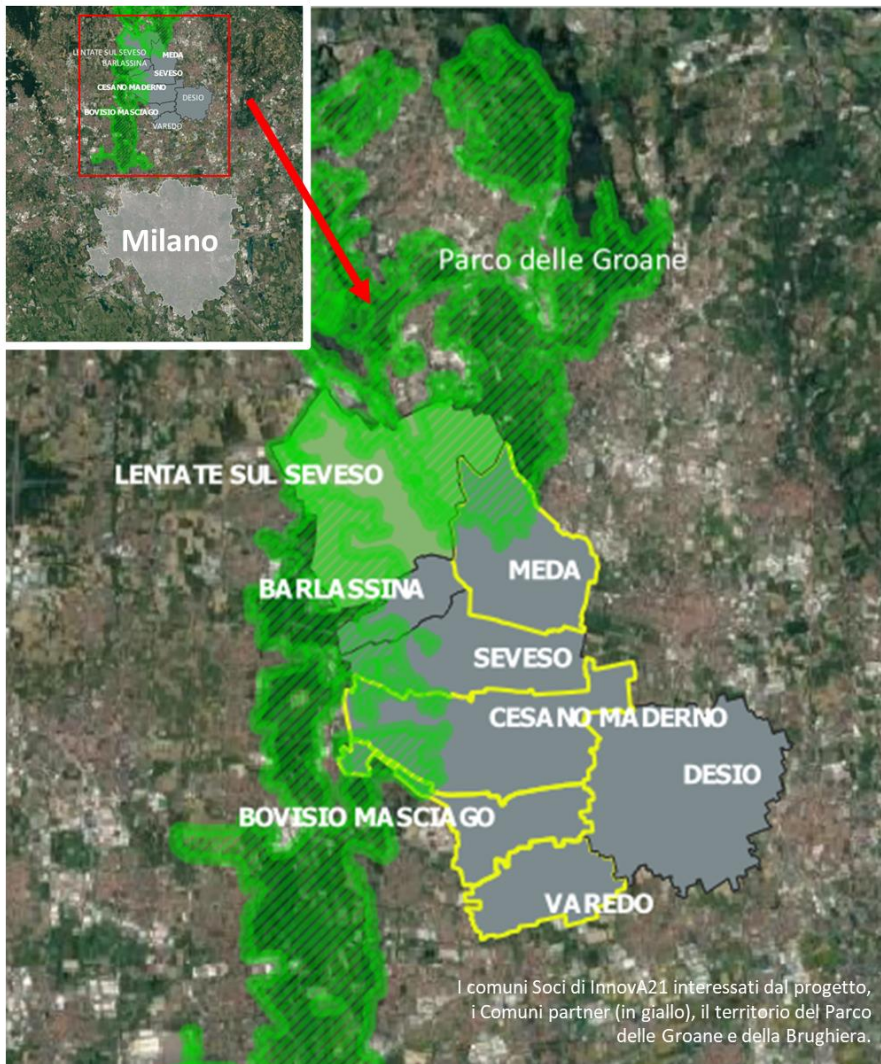 LENTATE SUL SEVESO
BARLASSINA
MEDA
SEVESO
CESANO MADERNO
DESIO
BOVISIO MASCIAGO
VAREDO
Milano
Parco delle Groane
LENTATE SUL SEVESO
BARLASSINA
MEDA
SEVESO
CESANO MADERNO
DESIO
BOVISIO MASCIAGO
VAREDO
I comuni Soci di InnovA21 interessati dal progetto,
i Comuni partner (in giallo), il territorio del Parco
delle Groane e della Brughiera.